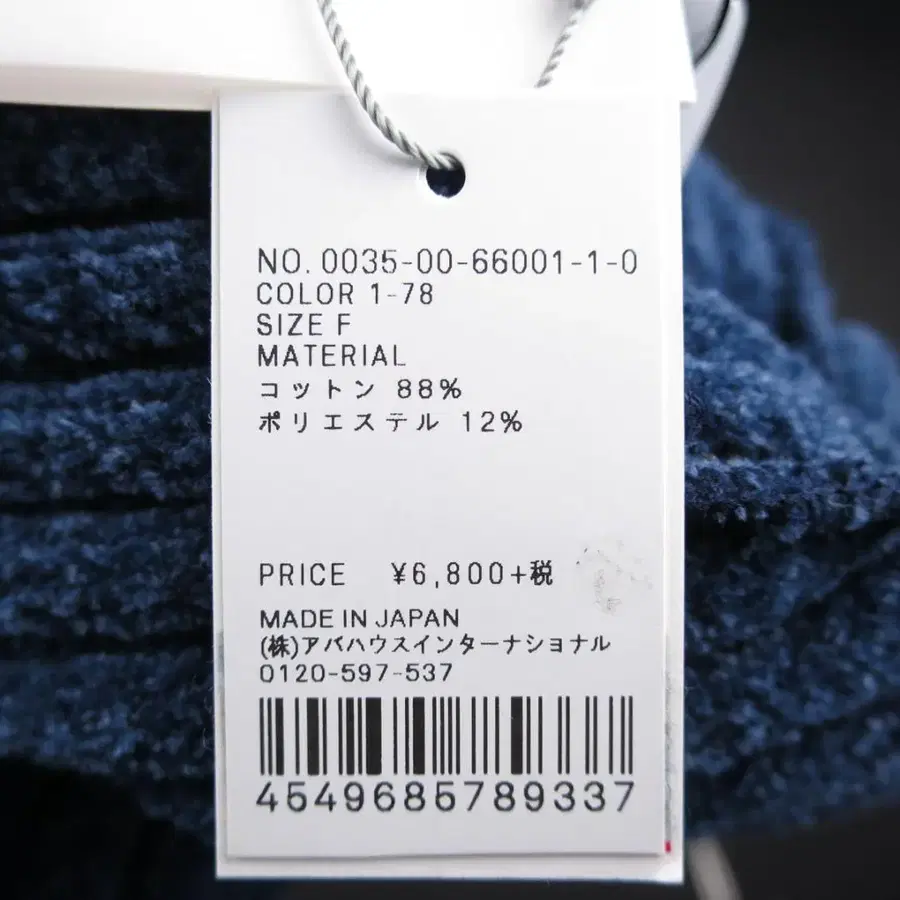 NO. 0035-00-66001-1-0
COLOR 1-78
SIZE F
MATERIAL
コットン 88%
ポリエステル 12%
PRICE ¥6,800+税
MADE IN JAPAN
(株)アバハウスインターナショナル
0120-597-537
4549685789337